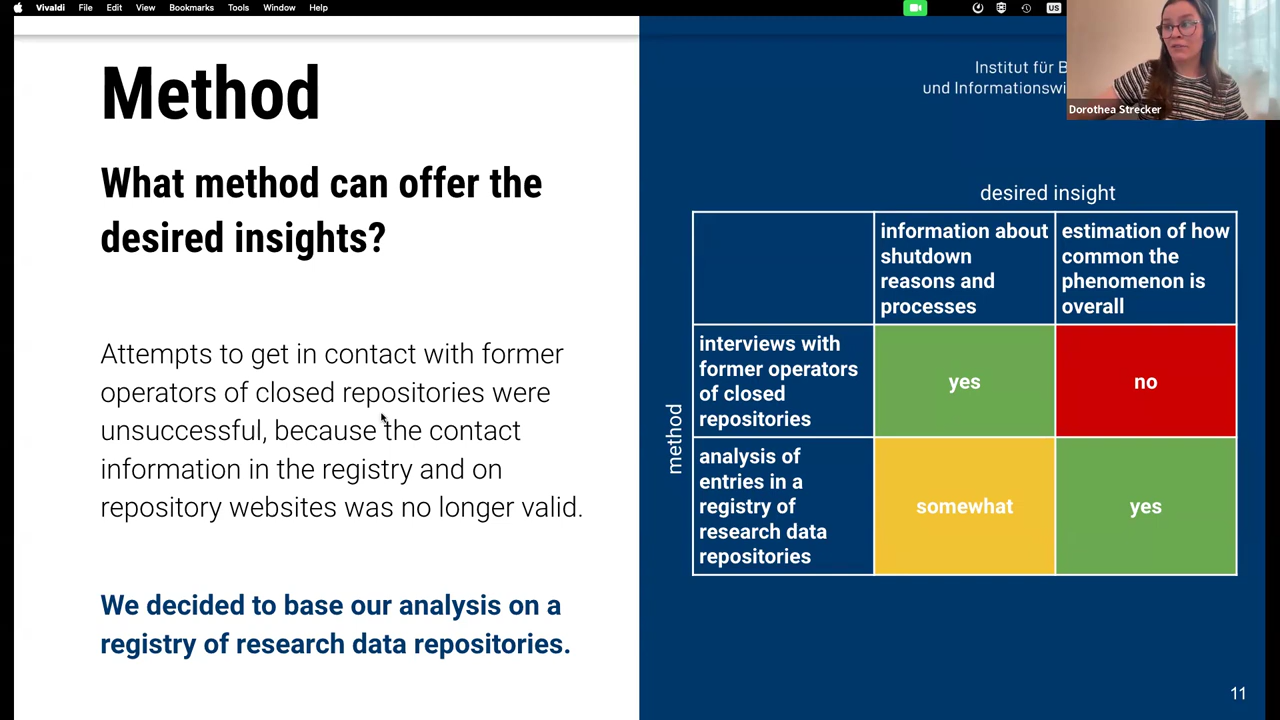 Vivaldi File Edit View Bookmarks Tools Window Help
US
Method
What method can offer the
desired insights?
Attempts to get in contact with former
operators of closed repositories were
unsuccessful, because the contact
information in the registry and on
repository websites was no longer valid.
We decided to base our analysis on a
registry of research data repositories.
Institut für B
und Informationswi
Dorothea Strecker
desired insight
method
information about
shutdown
reasons and
processes
estimation of how
common the
phenomenon is
overall
interviews with
former operators
of closed
repositories
yes
no
analysis of
entries in a
registry of
research data
repositories
somewhat
yes
11